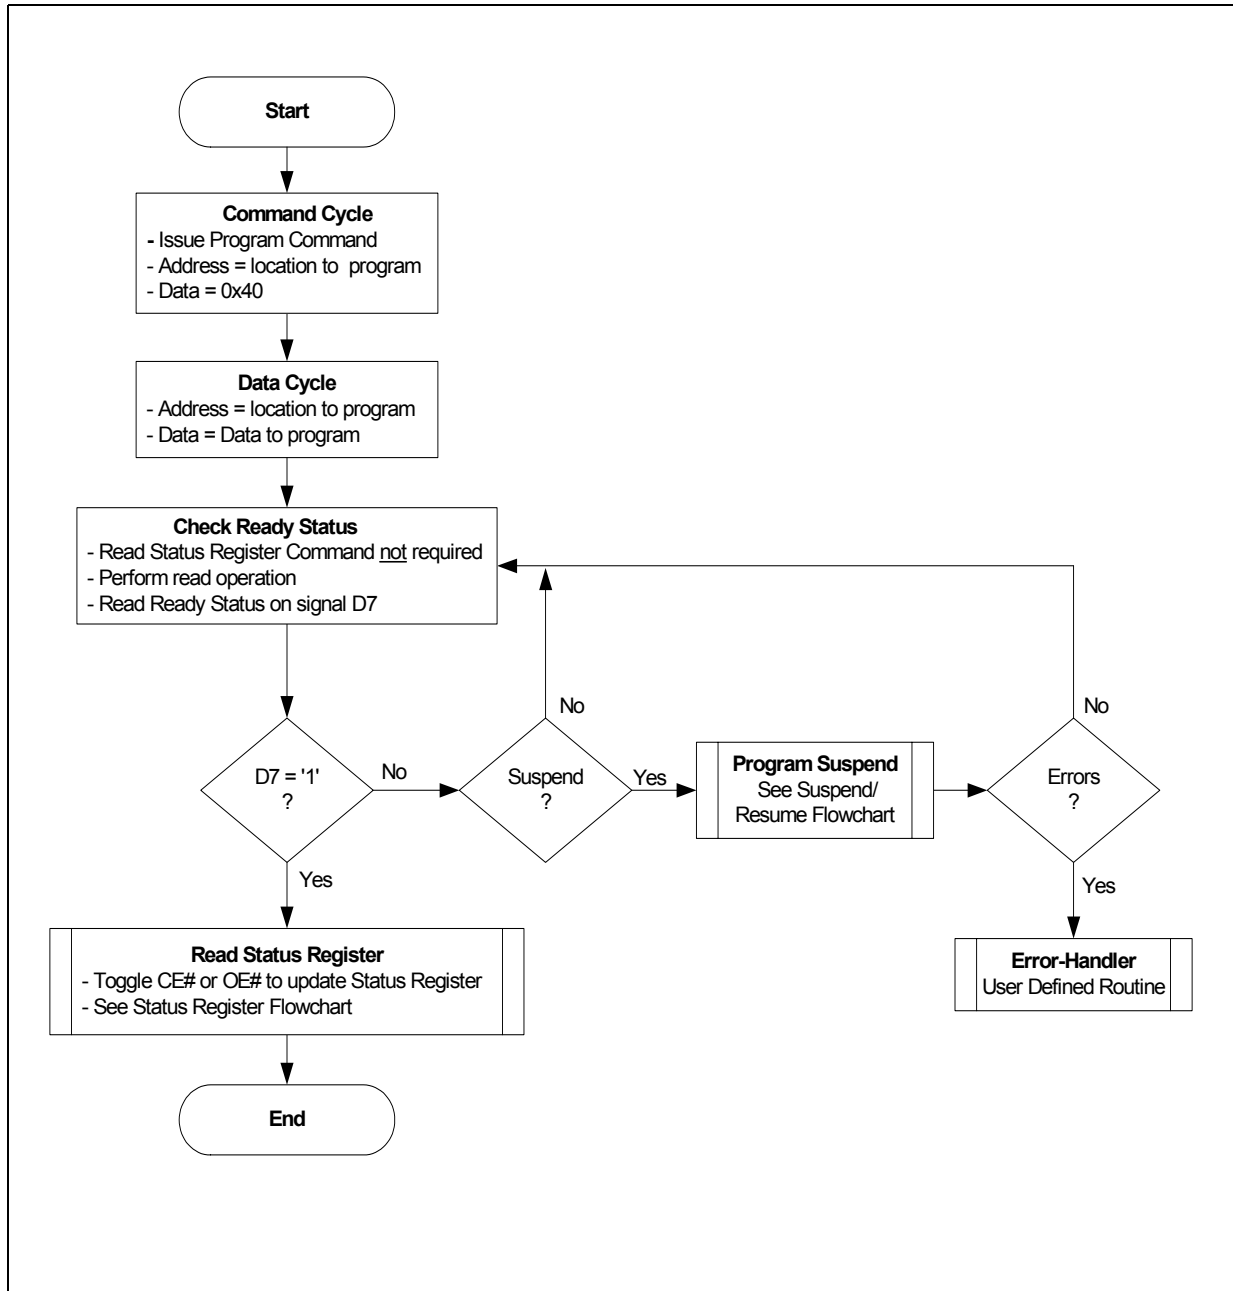 Start
Command Cycle
- Issue Program Command
- Address = location to program
- Data = 0x40
Data Cycle
- Address = location to program
- Data = Data to program
Check Ready Status
- Read Status Register Command not required
- Perform read operation
- Read Ready Status on signal D7
D7 = '1'
?
No
Suspend
?
No
Yes
Program Suspend
See Suspend/
Resume Flowchart
Errors
?
No
Yes
Error-Handler
User Defined Routine
Yes
Read Status Register
- Toggle CE# or OE# to update Status Register
- See Status Register Flowchart
End